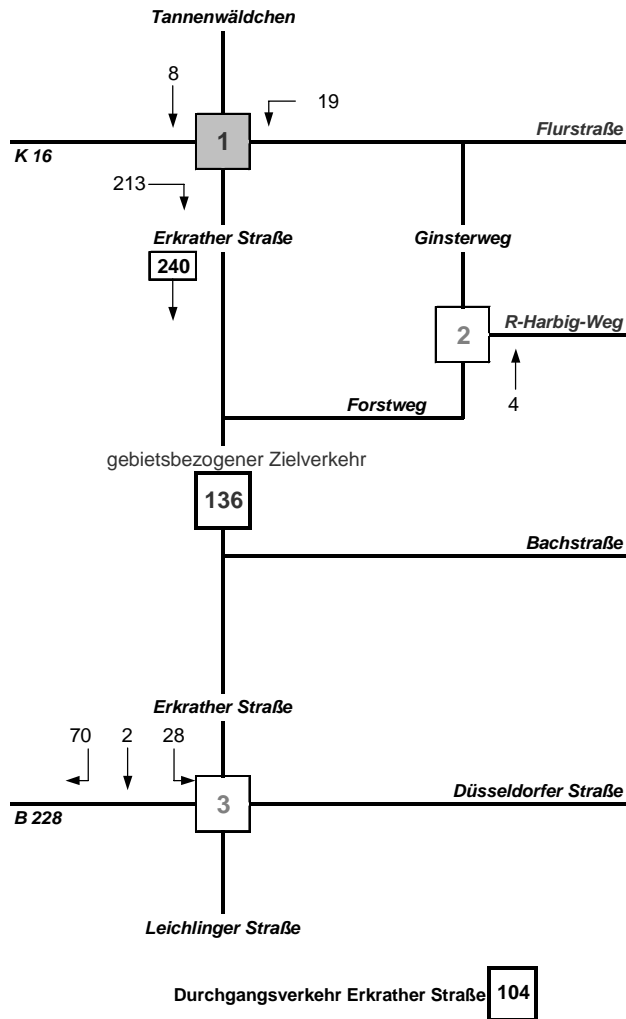 Tannenwäldchen
8
19
1
Flurstraße
K 16
213
Erkrather Straße
Ginsterweg
240
2
R-Harbig-Weg
Forstweg
4
gebietsbezogener Zielverkehr
136
Bachstraße
Erkrather Straße
70 2 28
3
Düsseldorfer Straße
B 228
Leichlinger Straße
Durchgangsverkehr Erkrather Straße 104